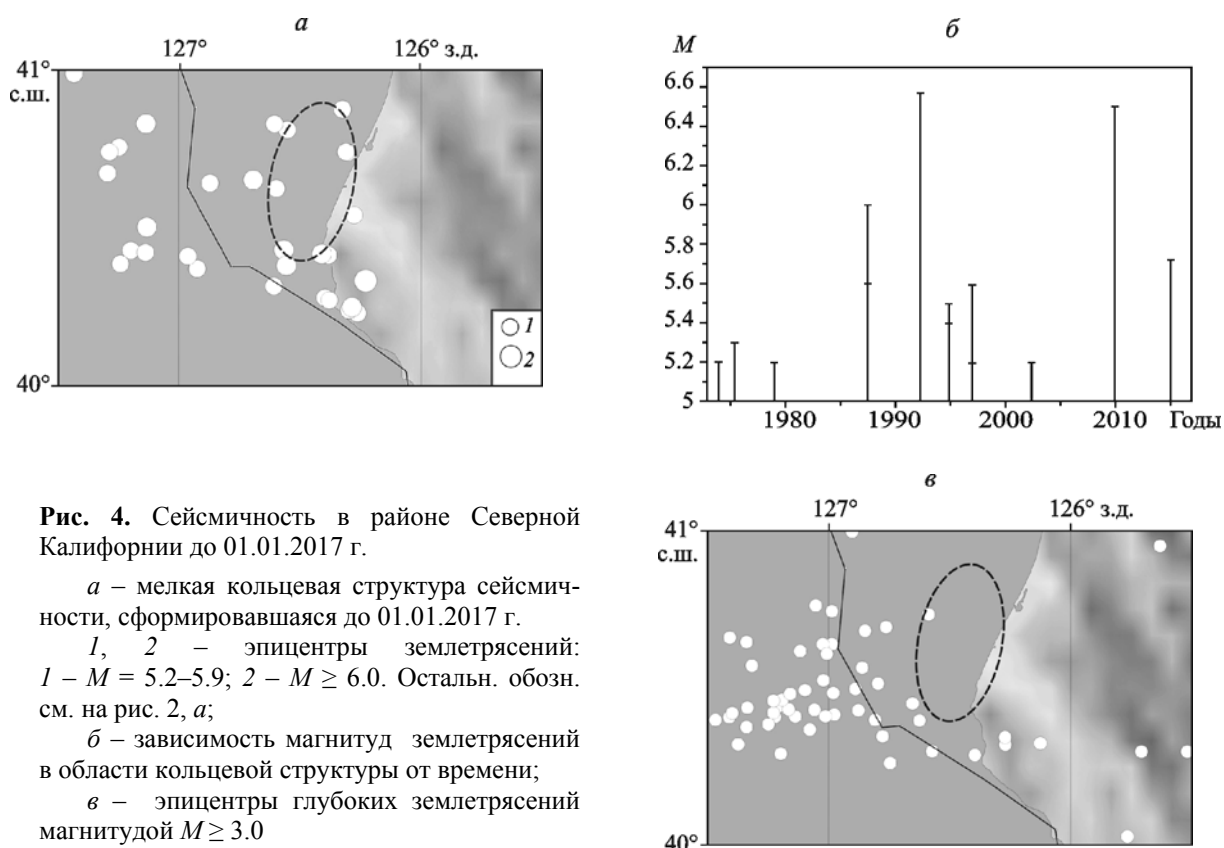 а
127°
126° з.д.
41°
с.ш.
40°
1
2
б
M
6.6
6.4
6.2
6
5.8
5.6
5.4
5.2
5
1980
1990
2000
2010
Годы
Рис. 4. Сейсмичность в районе Северной
Калифорнии до 01.01.2017 г.
а – мелкая кольцевая структура сейсмич-
ности, сформировавшаяся до 01.01.2017 г.
1, 2 – эпицентры землетрясений:
1 – M = 5.2–5.9; 2 – M ≥ 6.0. Остальн. обозн.
см. на рис. 2, а;
б – зависимость магнитуд землетрясений
в области кольцевой структуры от времени;
в – эпицентры глубоких землетрясений
магнитудой M ≥ 3.0
в
127°
126° з.д.
41°
с.ш.
40°